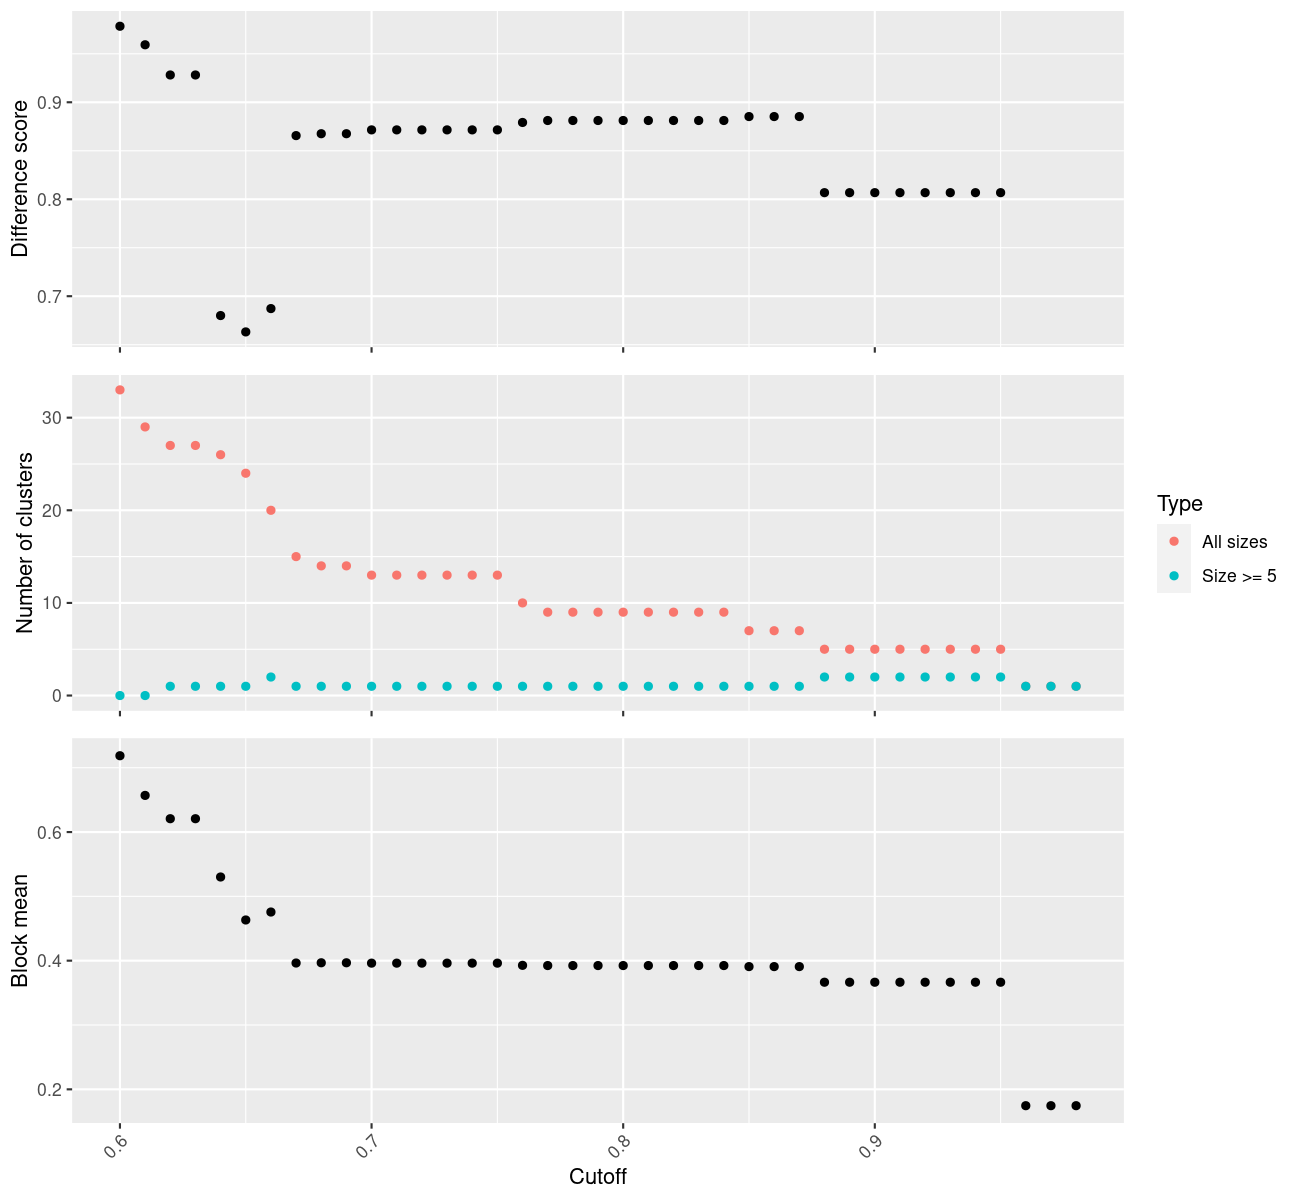 Difference score
0.9
0.8
0.7
Number of clusters
30
20
10
0
Type
All sizes
Size >= 5
Block mean
0.6
0.4
0.2
0.6
0.7
0.8
0.9
Cutoff